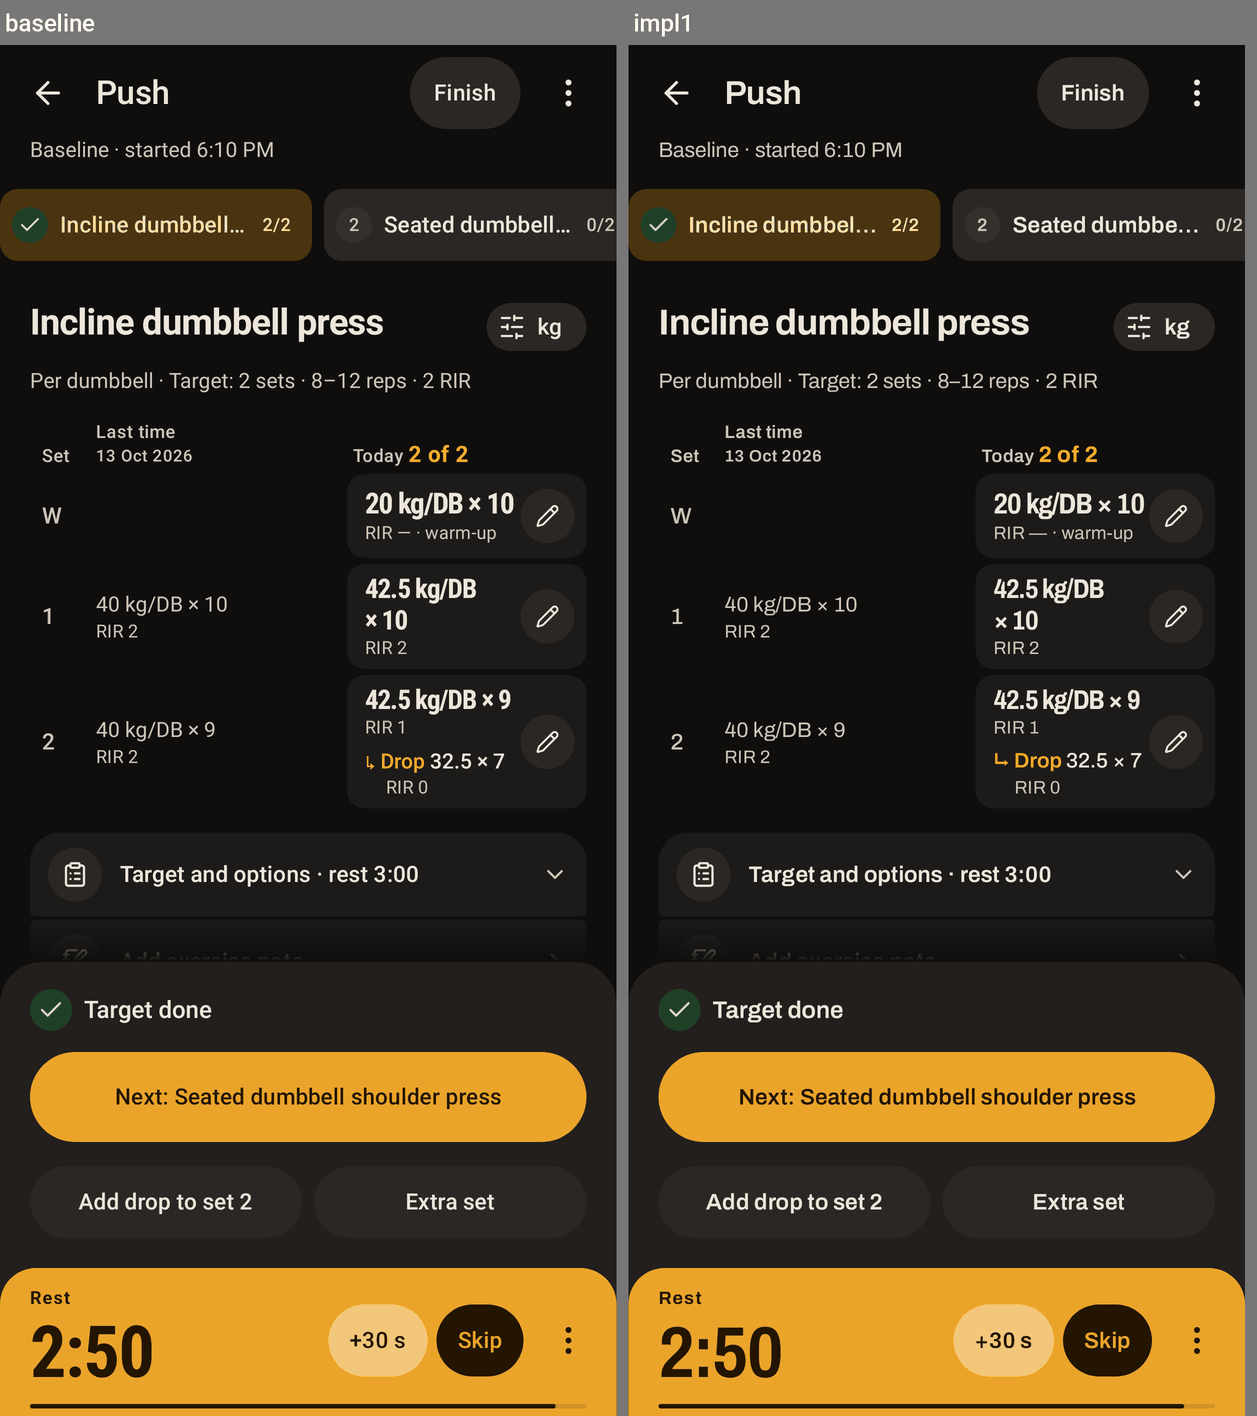 baseline
Push
Finish
Baseline · started 6:10 PM
Incline dumbbell… 2/2
2 Seated dumbbell… 0/2
Incline dumbbell press
kg
Per dumbbell · Target: 2 sets · 8–12 reps · 2 RIR
Last time
Set 13 Oct 2026 Today 2 of 2
W
20 kg/DB × 10
RIR — · warm-up
1
40 kg/DB × 10
RIR 2
42.5 kg/DB
× 10
RIR 2
2
40 kg/DB × 9
RIR 2
42.5 kg/DB × 9
RIR 1
↳ Drop 32.5 × 7
RIR 0
Target and options · rest 3:00
Add exercise note
Target done
Next: Seated dumbbell shoulder press
Add drop to set 2
Extra set
Rest
2:50
+30 s
Skip
impl1
Push
Finish
Baseline · started 6:10 PM
Incline dumbbel… 2/2
2 Seated dumbbe… 0/2
Incline dumbbell press
kg
Per dumbbell · Target: 2 sets · 8–12 reps · 2 RIR
Last time
Set 13 Oct 2026 Today 2 of 2
W
20 kg/DB × 10
RIR — · warm-up
1
40 kg/DB × 10
RIR 2
42.5 kg/DB
× 10
RIR 2
2
40 kg/DB × 9
RIR 2
42.5 kg/DB × 9
RIR 1
↳ Drop 32.5 × 7
RIR 0
Target and options · rest 3:00
Add exercise note
Target done
Next: Seated dumbbell shoulder press
Add drop to set 2
Extra set
Rest
2:50
+30 s
Skip